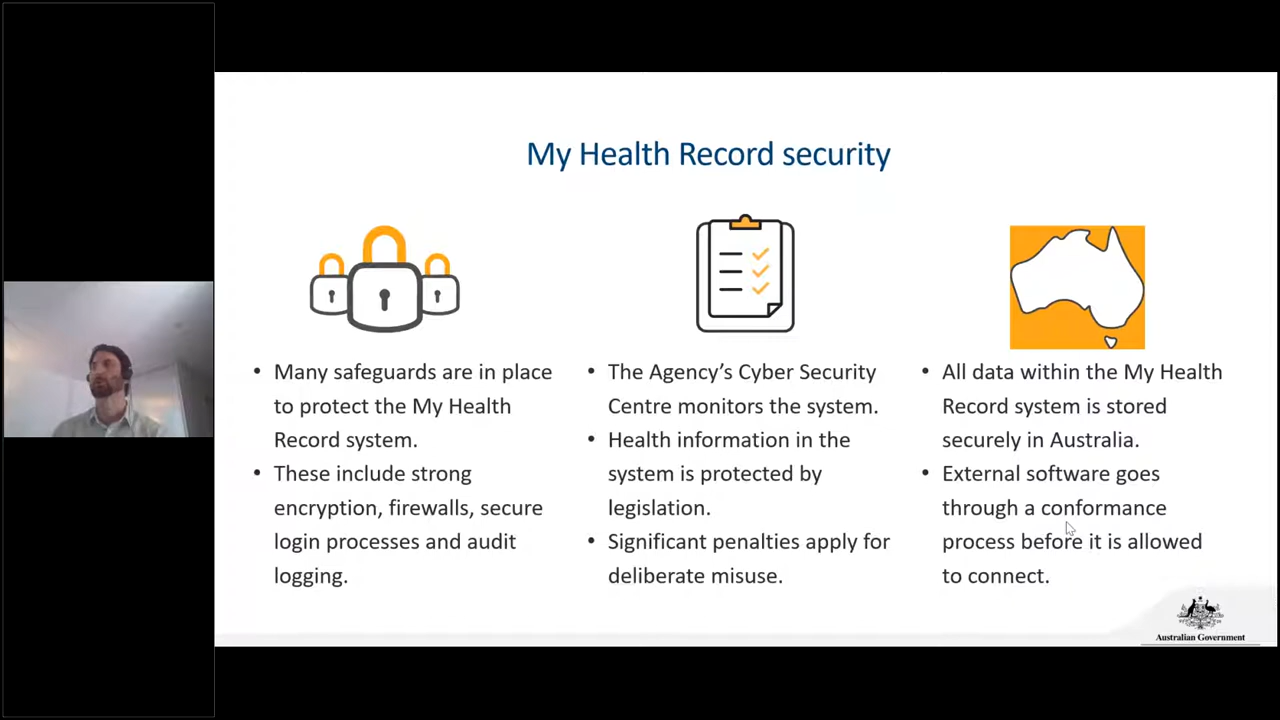 My Health Record security
• Many safeguards are in place
to protect the My Health
Record system.
• These include strong
encryption, firewalls, secure
login processes and audit
logging.
• The Agency's Cyber Security
Centre monitors the system.
• Health information in the
system is protected by
legislation.
• Significant penalties apply for
deliberate misuse.
• All data within the My Health
Record system is stored
securely in Australia.
• External software goes
through a conformance
process before it is allowed
to connect.
Australian Government